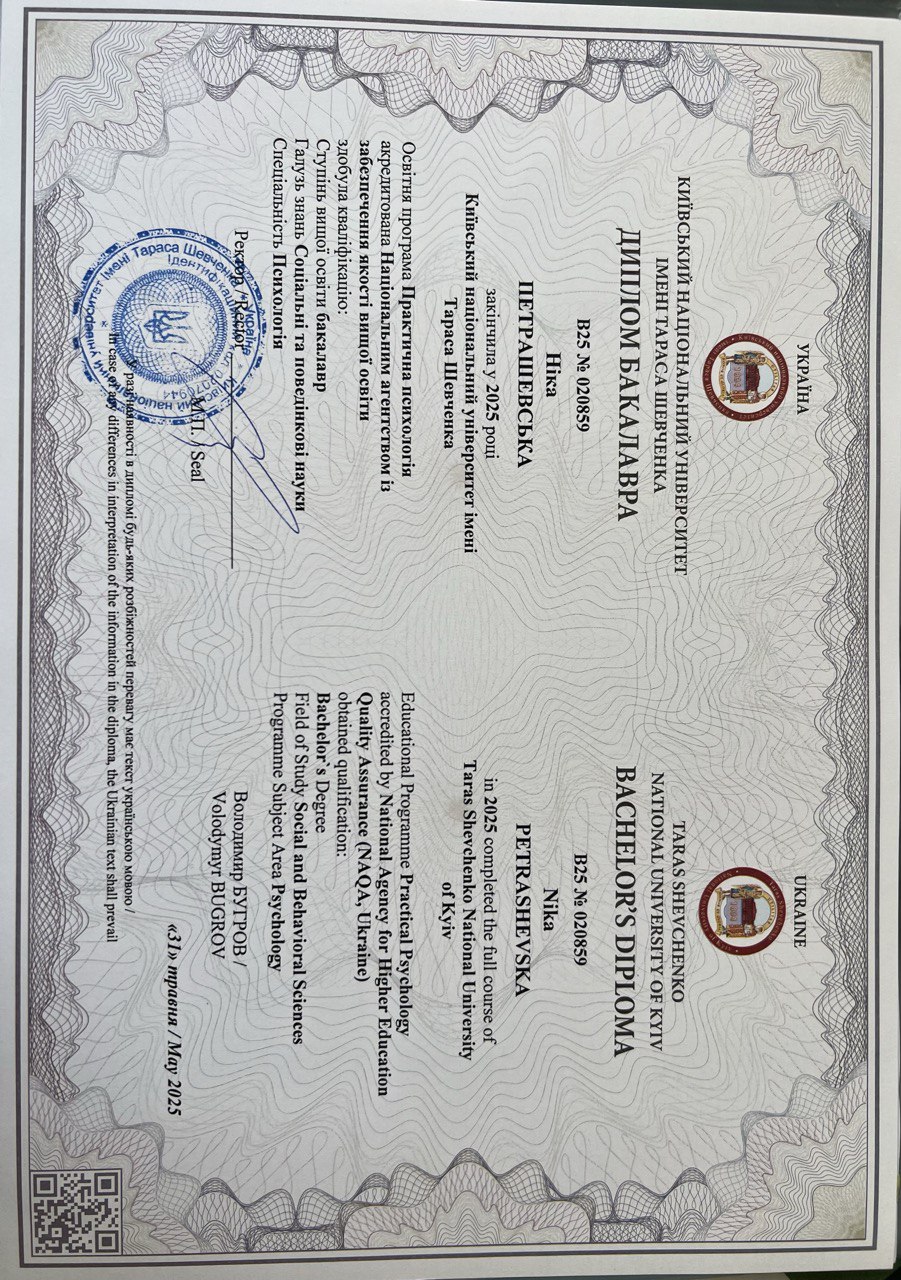 УКРАЇНА
КИЇВСЬКИЙ НАЦІОНАЛЬНИЙ УНІВЕРСИТЕТ
ІМЕНІ ТАРАСА ШЕВЧЕНКА
ДИПЛОМ БАКАЛАВРА
B25 № 020859
Ніка
ПЕТРАШЕВСЬКА
закінчила у 2025 році
Київський національний університет імені
Тараса Шевченка
Освітня програма Практична психологія
акредитована Національним агентством із
забезпечення якості вищої освіти
здобула кваліфікацію:
Ступінь вищої освіти бакалавр
Галузь знань Соціальні та поведінкові науки
Спеціальність Психологія
Ректор / Rector
М.П. / Seal
UKRAINE
TARAS SHEVCHENKO
NATIONAL UNIVERSITY OF KYIV
BACHELOR'S DIPLOMA
B25 № 020859
Nika
PETRASHEVSKA
in 2025 completed the full course of
Taras Shevchenko National University
of Kyiv
Educational Programme Practical Psychology
accredited by National Agency for Higher Education
Quality Assurance (NAQA, Ukraine)
obtained qualification:
Bachelor`s Degree
Field of Study Social and Behavioral Sciences
Programme Subject Area Psychology
Володимир БУГРОВ /
Volodymyr BUGROV
«31» травня / May 2025
У разі наявності в дипломі будь-яких розбіжностей перевагу має текст українською мовою /
In case of any differences in interpretation of the information in the diploma, the Ukrainian text shall prevail